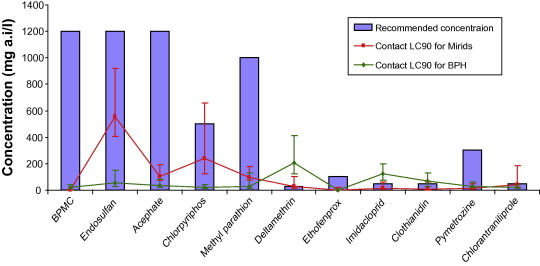 Concentration (mg a.i/l)
1400
1200
1000
800
600
400
200
0
Recommended concentraion
Contact LC90 for Mirids
Contact LC90 for BPH
BPMC
Endosulfan
Acephate
Chlorpyriphos
Methyl parathion
Deltamethrin
Ethofenprox
Imidacloprid
Clothianidin
Pymetrozine
Chlorantraniliprole